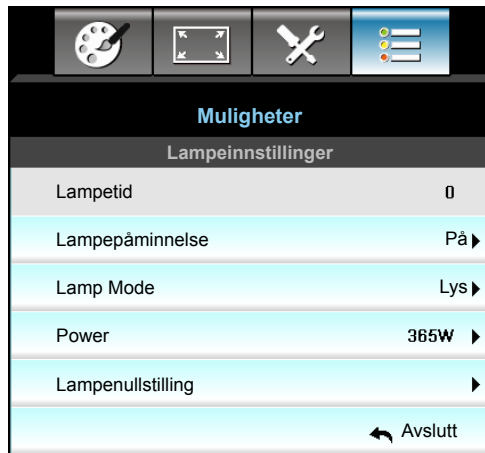 Muligheter
Lampeinnstillinger
Lampetid 0
Lampepåminnelse På
Lamp Mode Lys
Power 365W
Lampenullstilling
Avslutt